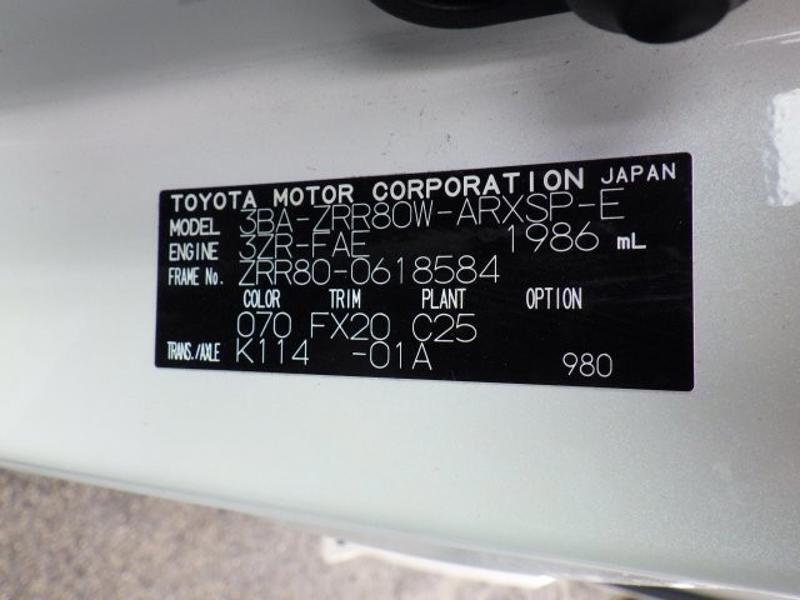 TOYOTA MOTOR CORPORATION JAPAN
MODEL 3BA-ZRR80W-ARXSP-E
ENGINE 3ZR-FAE 1986 mL
FRAME No. ZRR80-0618584
COLOR TRIM PLANT OPTION
070 FX20 C25
TRANS./AXLE K114 -01A 980